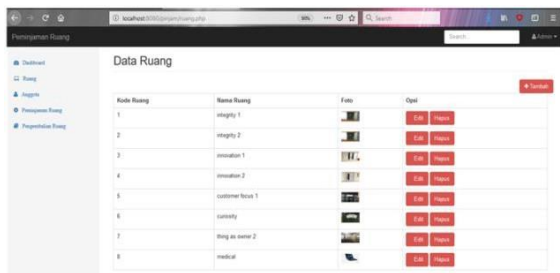 localhost:8080/pinjam/ruang.php
50%
Search
Peminjaman Ruang
Search...
Admin
Dashboard
Ruang
Anggota
Peminjaman Ruang
Pengembalian Ruang
Data Ruang
+ Tambah
Kode Ruang Nama Ruang Foto Opsi
1 integrity 1 Edit Hapus
2 integrity 2 Edit Hapus
3 innovation 1 Edit Hapus
4 innovation 2 Edit Hapus
5 customer focus 1 Edit Hapus
6 curiosity Edit Hapus
7 thing as owner 2 Edit Hapus
8 medical Edit Hapus